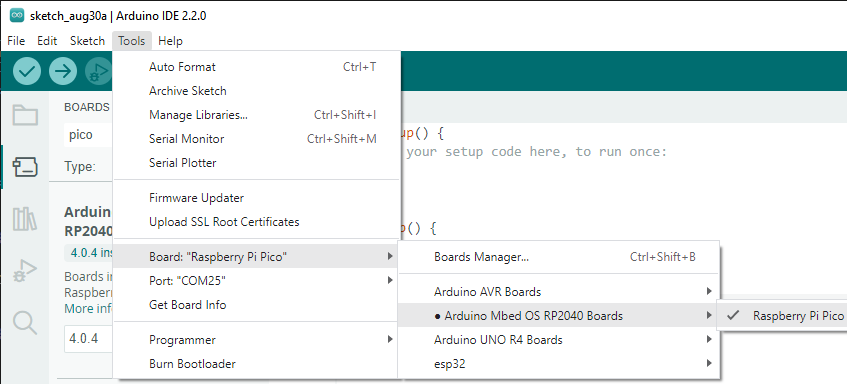 sketch_aug30a | Arduino IDE 2.2.0
File Edit Sketch Tools Help
Auto Format Ctrl+T
Archive Sketch
Manage Libraries... Ctrl+Shift+I
Serial Monitor Ctrl+Shift+M
Serial Plotter
Firmware Updater
Upload SSL Root Certificates
Board: "Raspberry Pi Pico"
Port: "COM25"
Get Board Info
Programmer
Burn Bootloader
Boards Manager... Ctrl+Shift+B
Arduino AVR Boards
● Arduino Mbed OS RP2040 Boards
Arduino UNO R4 Boards
esp32
✓ Raspberry Pi Pico
BOARDS
pico
Type:
Arduin
RP2040
4.0.4 ins
Boards in
Raspberr
More info
4.0.4
up() {
your setup code here, to run once:
p() {